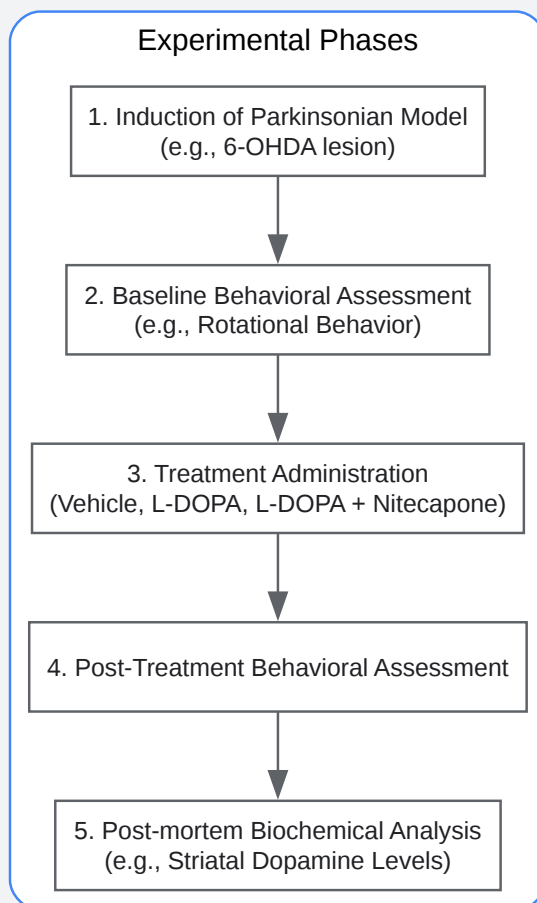 Experimental Phases
1. Induction of Parkinsonian Model
(e.g., 6-OHDA lesion)
2. Baseline Behavioral Assessment
(e.g., Rotational Behavior)
3. Treatment Administration
(Vehicle, L-DOPA, L-DOPA + Nitecapone)
4. Post-Treatment Behavioral Assessment
5. Post-mortem Biochemical Analysis
(e.g., Striatal Dopamine Levels)